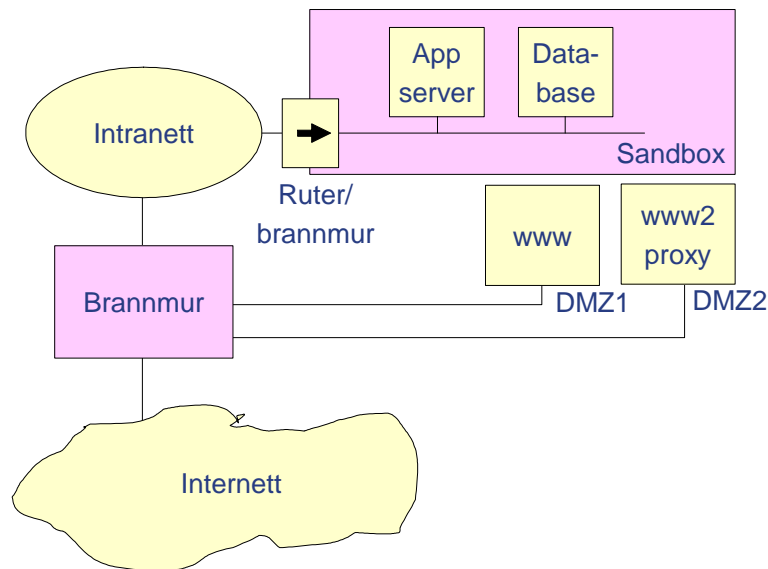 App
server
Data-
base
Intranett
Sandbox
Ruter/
brannmur
www
www2
proxy
Brannmur
DMZ1
DMZ2
Internett